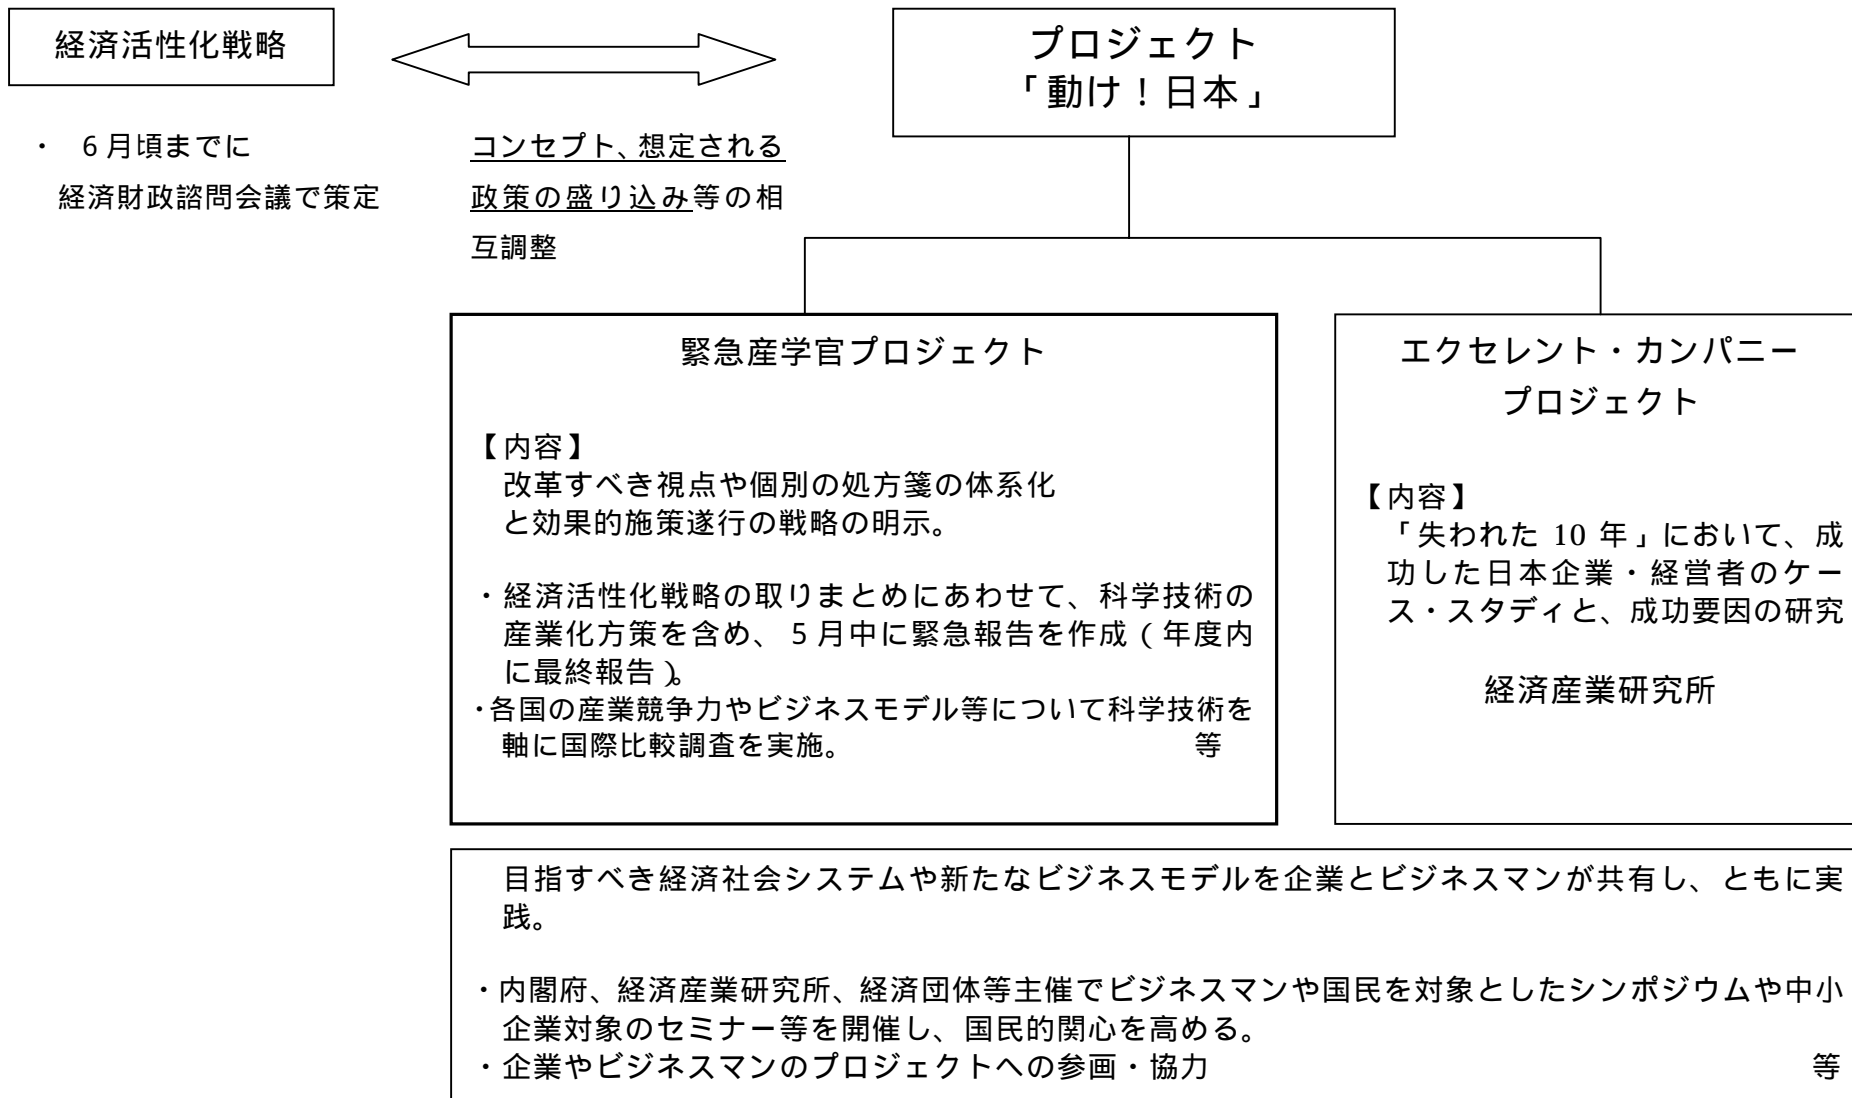 経済活性化戦略
・ 6月頃までに
経済財政諮問会議で策定
コンセプト、想定される
政策の盛り込み等の相
互調整
プロジェクト
「動け！日本」
緊急産学官プロジェクト
【内容】
改革すべき視点や個別の処方箋の体系化
と効果的施策遂行の戦略の明示。
・経済活性化戦略の取りまとめにあわせて、科学技術の
産業化方策を含め、5月中に緊急報告を作成（年度内
に最終報告）。
・各国の産業競争力やビジネスモデル等について科学技術を
軸に国際比較調査を実施。 等
エクセレント・カンパニー
プロジェクト
【内容】
「失われた 10 年」において、成
功した日本企業・経営者のケー
ス・スタディと、成功要因の研究
経済産業研究所
目指すべき経済社会システムや新たなビジネスモデルを企業とビジネスマンが共有し、ともに実
践。
・内閣府、経済産業研究所、経済団体等主催でビジネスマンや国民を対象としたシンポジウムや中小
企業対象のセミナー等を開催し、国民的関心を高める。
・企業やビジネスマンのプロジェクトへの参画・協力 等